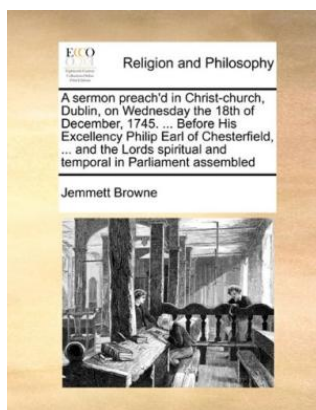 ECCO
Religion and Philosophy
A sermon preach'd in Christ-church,
Dublin, on Wednesday the 18th of
December, 1745. ... Before His
Excellency Philip Earl of Chesterfield,
... and the Lords spiritual and
temporal in Parliament assembled
Jemmett Browne